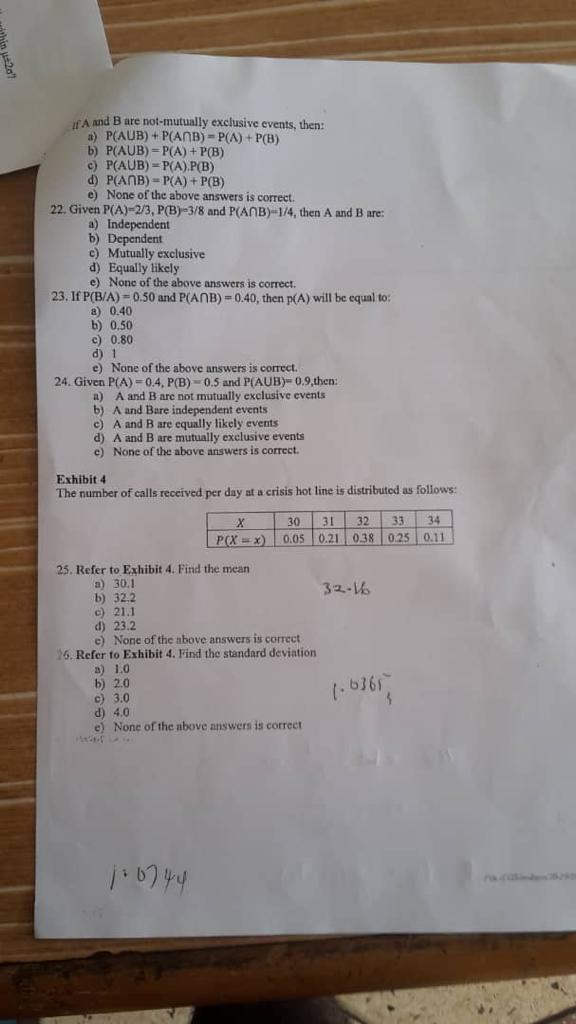 within μ±2σ?
If A and B are not-mutually exclusive events, then:
a) P(A∪B) + P(A∩B) = P(A) + P(B)
b) P(A∪B) = P(A) + P(B)
c) P(A∪B) = P(A).P(B)
d) P(A∩B) = P(A) + P(B)
e) None of the above answers is correct.
22. Given P(A)=2/3, P(B)=3/8 and P(A∩B)=1/4, then A and B are:
a) Independent
b) Dependent
c) Mutually exclusive
d) Equally likely
e) None of the above answers is correct.
23. If P(B/A) = 0.50 and P(A∩B) = 0.40, then p(A) will be equal to:
a) 0.40
b) 0.50
c) 0.80
d) 1
e) None of the above answers is correct.
24. Given P(A) = 0.4, P(B) = 0.5 and P(A∪B)= 0.9,then:
a) A and B are not mutually exclusive events
b) A and Bare independent events
c) A and B are equally likely events
d) A and B are mutually exclusive events
e) None of the above answers is correct.
Exhibit 4
The number of calls received per day at a crisis hot line is distributed as follows:
X 30 31 32 33 34
P(X = x) 0.05 0.21 0.38 0.25 0.11
25. Refer to Exhibit 4. Find the mean
a) 30.1
b) 32.2
c) 21.1
d) 23.2
e) None of the above answers is correct
32.16
26. Refer to Exhibit 4. Find the standard deviation
a) 1.0
b) 2.0
c) 3.0
d) 4.0
e) None of the above answers is correct
1.0365
1.0744